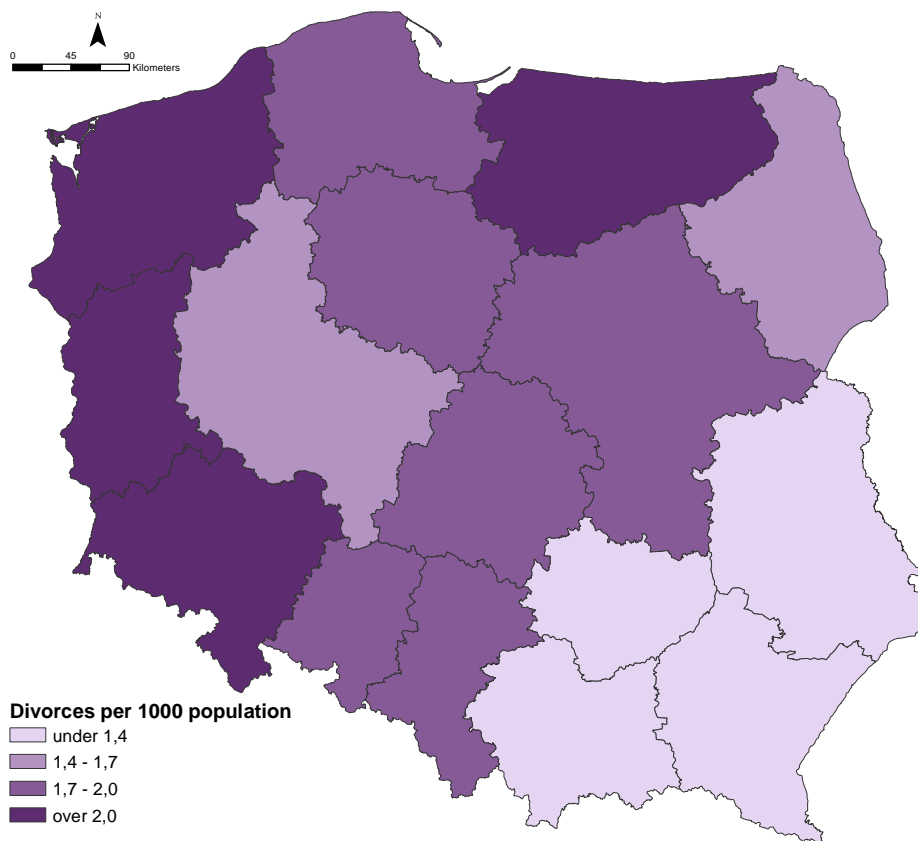 N
0 45 90
Kilometers
Divorces per 1000 population
under 1,4
1,4 - 1,7
1,7 - 2,0
over 2,0